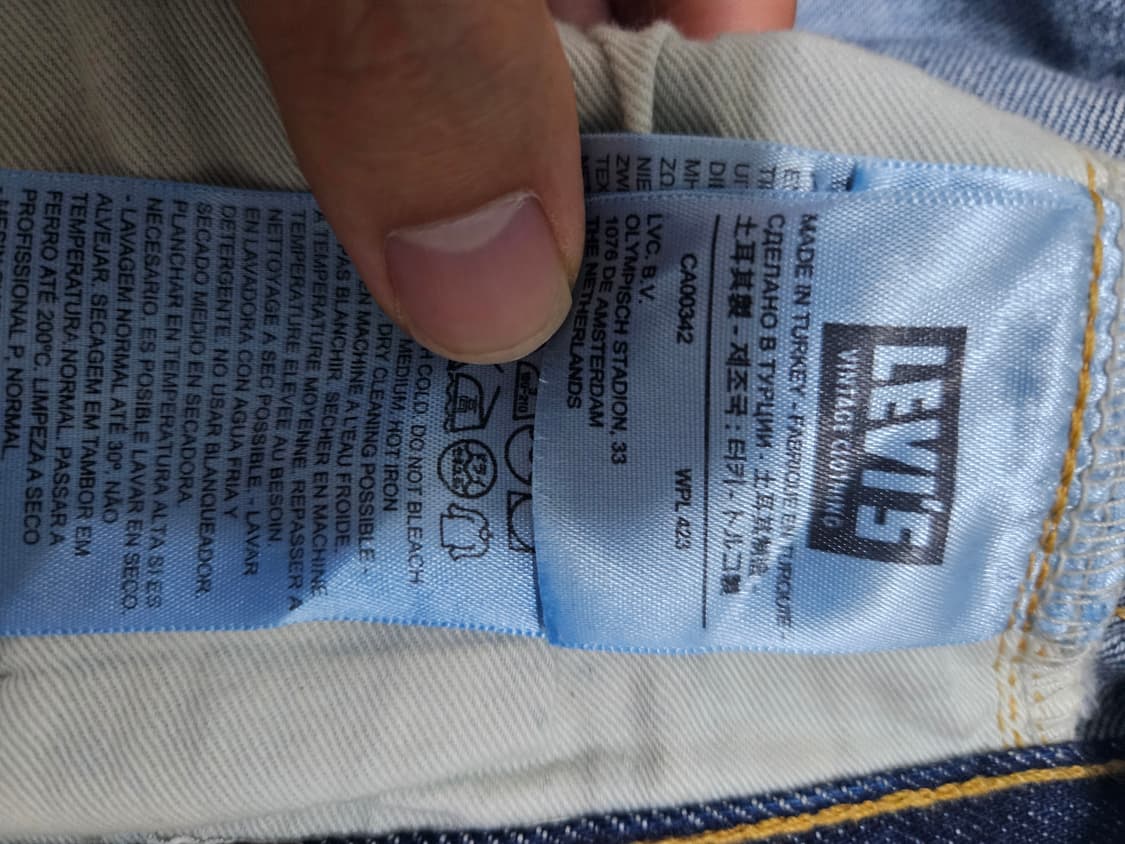 LEVI'S
VINTAGE CLOTHING
MADE IN TURKEY - FABRIQUE EN TURQUIE -
СДЕЛАНО В ТУРЦИИ - 土耳其制造
土耳其製 - 제조국 : 터키 - トルコ製
CA00342 WPL 423
LVC. B.V.
OLYMPISCH STADION, 33
1076 DE AMSTERDAM
THE NETHERLANDS
COLD. DO NOT BLEACH
MEDIUM. HOT IRON
DRY CLEANING POSSIBLE -
EN MACHINE A L'EAU FROIDE.
PAS BLANCHIR. SECHER EN MACHINE
A TEMPERATURE MOYENNE. REPASSER A
TEMPERATURE ELEVEE AU BESOIN.
NETTOYAGE A SEC POSSIBLE. - LAVAR
EN LAVADORA CON AGUA FRIA Y
DETERGENTE. NO USAR BLANQUEADOR
SECADO MEDIO EN SECADORA.
PLANCHAR EN TEMPERATURA ALTA SI ES
NECESARIO. ES POSIBLE LAVAR EN SECO.
- LAVAGEM NORMAL ATÉ 30º, NÃO
ALVEJAR. SECAGEM EM TAMBOR EM
TEMPERATURA NORMAL. PASSAR A
FERRO ATÉ 200ºC. LIMPEZA A SECO
PROFISSIONAL P, NORMAL